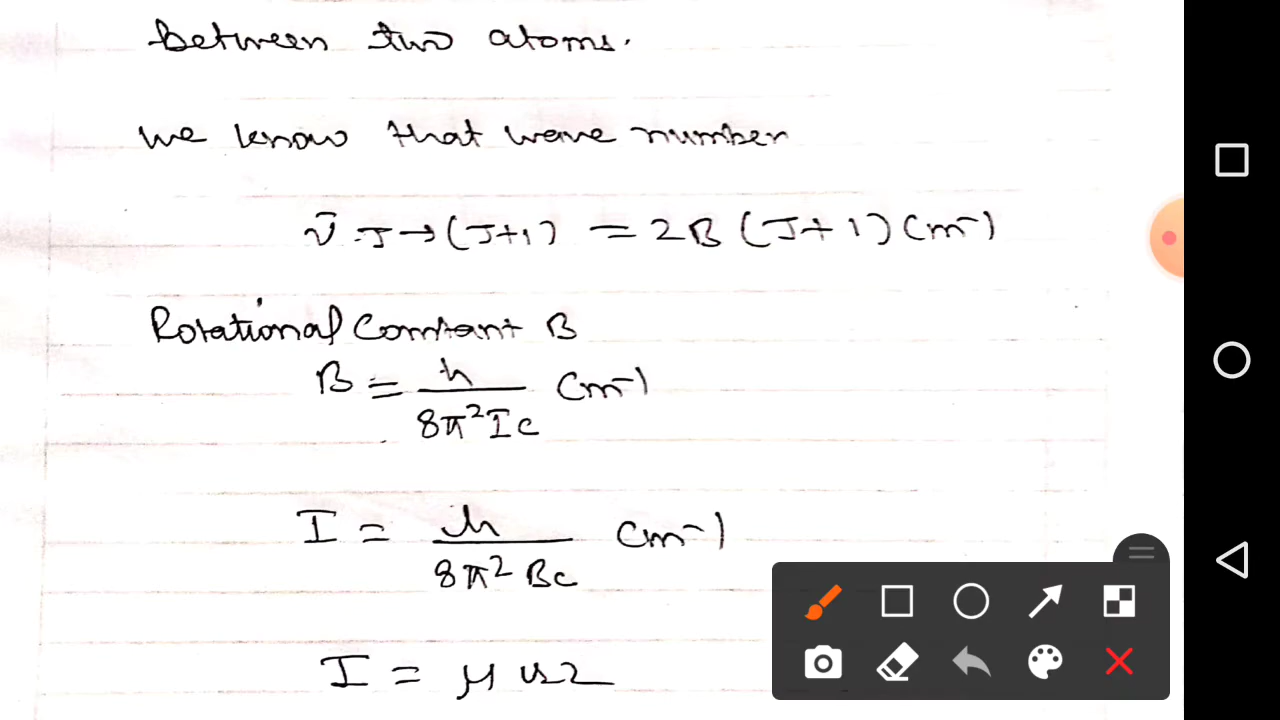 between two atoms.
we know that wave number
ν̄ J→(J+1) = 2B (J+1) cm⁻¹
Rotational Constant B
B = h / 8π²Ic cm⁻¹
I = h / 8π²Bc cm⁻¹
I = μr2